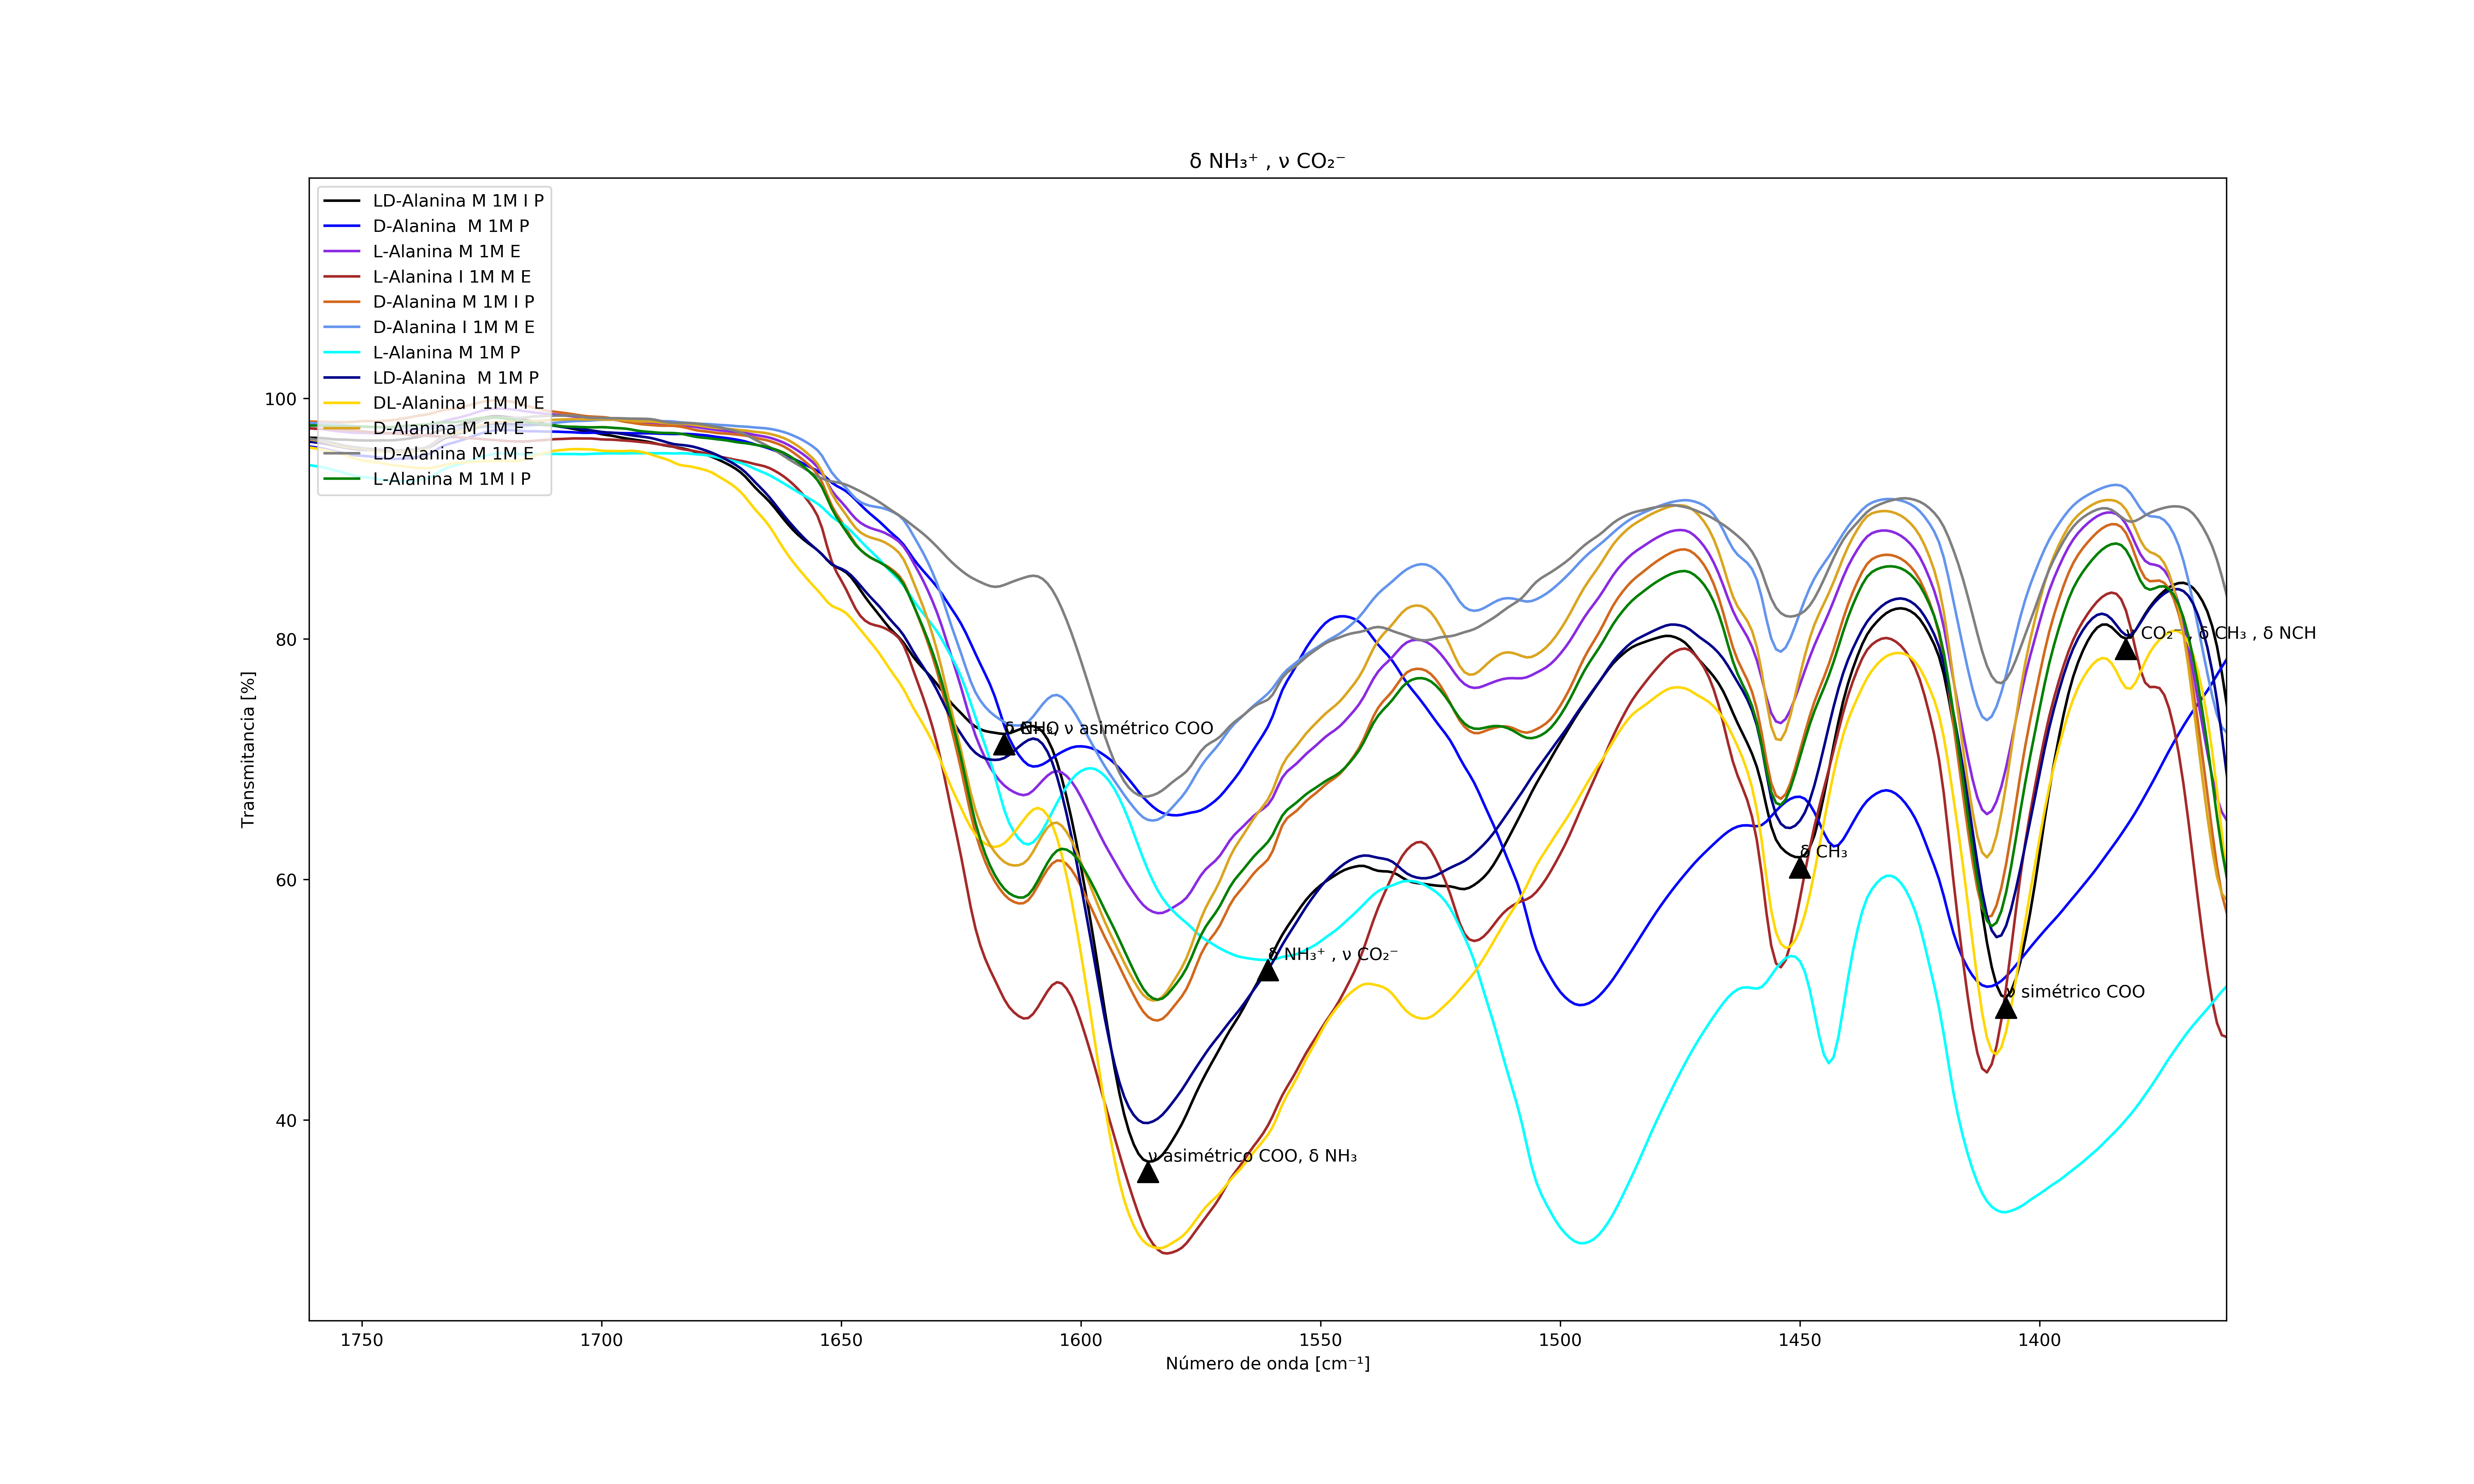 δ NH₃⁺ , ν CO₂⁻
LD-Alanina M 1M I P
D-Alanina  M 1M P
L-Alanina M 1M E
L-Alanina I 1M M E
D-Alanina M 1M I P
D-Alanina I 1M M E
L-Alanina M 1M P
LD-Alanina  M 1M P
DL-Alanina I 1M M E
D-Alanina M 1M E
LD-Alanina M 1M E
L-Alanina M 1M I P
100
80
60
40
Transmitancia [%]
ν CO₂⁻ , δ CH₃ , δ NCH
ν asimétrico COO
δ CH₃
δ NH₃⁺ , ν CO₂⁻
ν simétrico COO
ν asimétrico COO, δ NH₃
1750
1700
1650
1600
1550
1500
1450
1400
Número de onda [cm⁻¹]